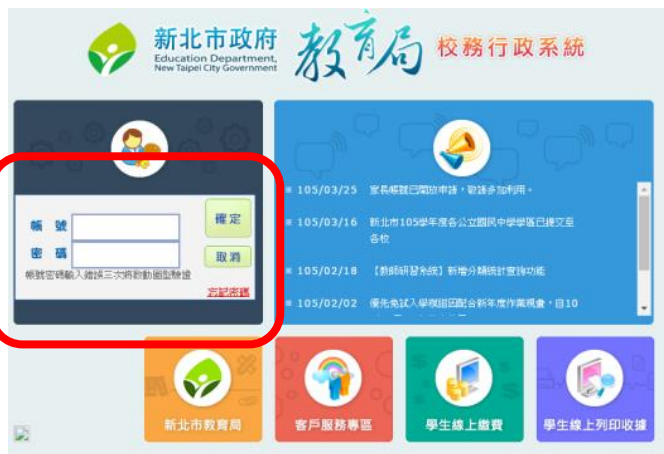 新北市政府
Education Department,
New Taipei City Government
教育局
校務行政系統
105/03/25 家長帳號已開放申請，敬請多加利用。
105/03/16 新北市105學年度各公立國民中學學區已提交至
各校
105/02/18 【教師研習系統】新增分類統計查詢功能
105/02/02 優先免試入學模組因配合新年度作業規畫，自10
帳 號
確定
密 碼
取消
帳號密碼輸入錯誤三次將啟動圖型驗證
忘記密碼
新北市教育局
客戶服務專區
學生線上繳費
學生線上列印收據